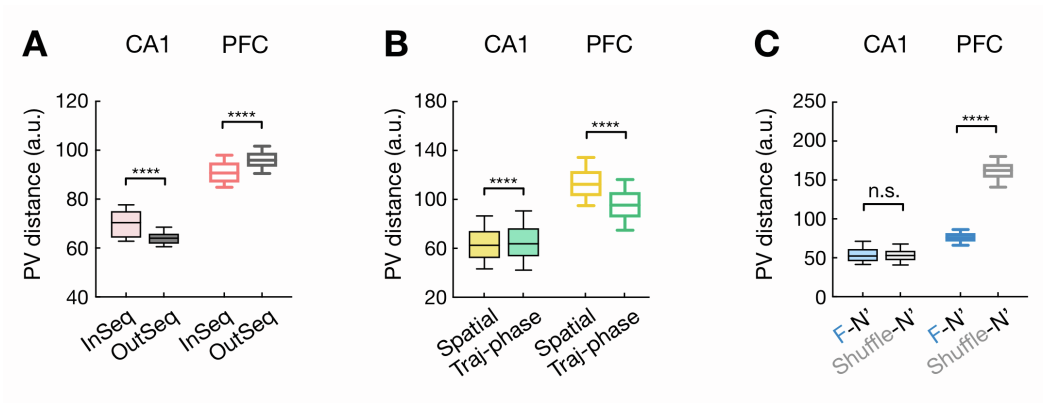 A CA1 PFC
PV distance (a.u.)
120
100
80
60
40
****
****
InSeq
OutSeq
InSeq
OutSeq
B CA1 PFC
PV distance (a.u.)
180
140
100
60
20
****
****
Spatial
Traj-phase
Spatial
Traj-phase
C CA1 PFC
PV distance (a.u.)
250
200
150
100
50
0
n.s.
****
F-N'
Shuffle-N'
F-N'
Shuffle-N'